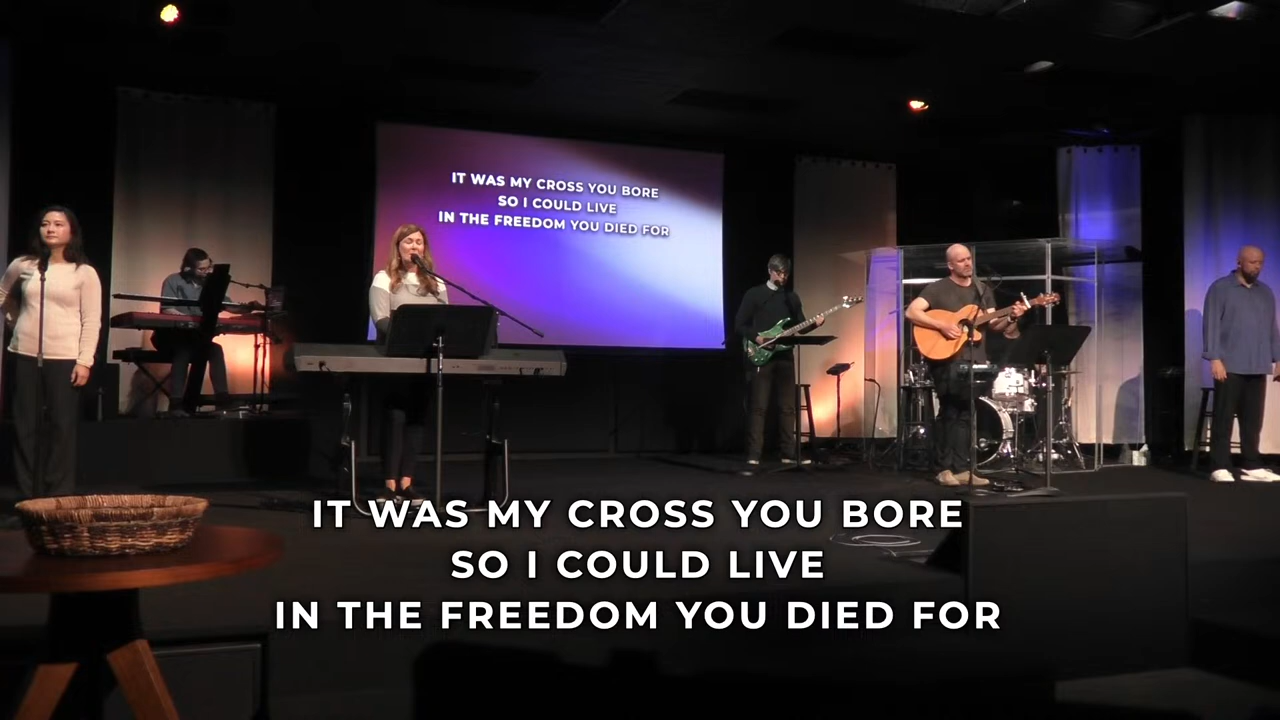 IT WAS MY CROSS YOU BORE
SO I COULD LIVE
IN THE FREEDOM YOU DIED FOR
IT WAS MY CROSS YOU BORE
SO I COULD LIVE
IN THE FREEDOM YOU DIED FOR